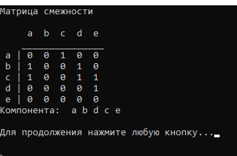 Матрица смежности
a b c d e
a | 0 0 1 0 0
b | 1 0 0 1 0
c | 1 0 0 1 1
d | 0 0 0 0 1
e | 0 0 0 0 0
Компонента: a b d c e
Для продолжения нажмите любую кнопку...